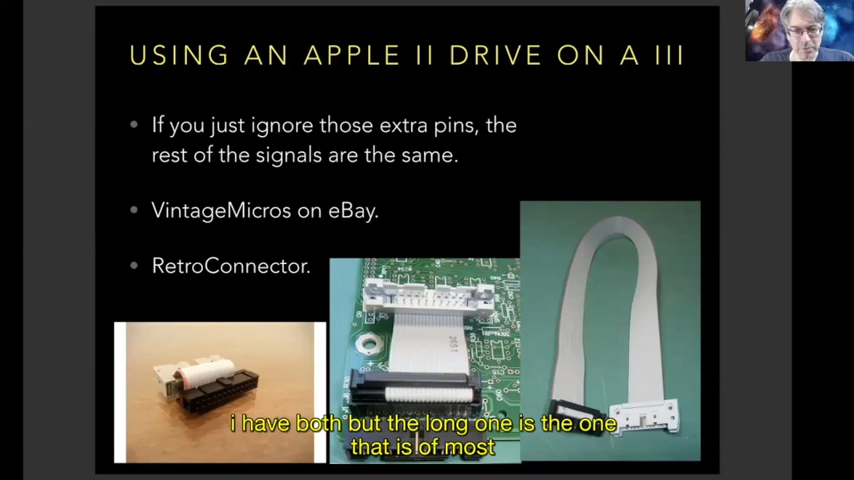 USING AN APPLE II DRIVE ON A III
• If you just ignore those extra pins, the
rest of the signals are the same.
• VintageMicros on eBay.
• RetroConnector.
i have both but the long one is the one
that is of most